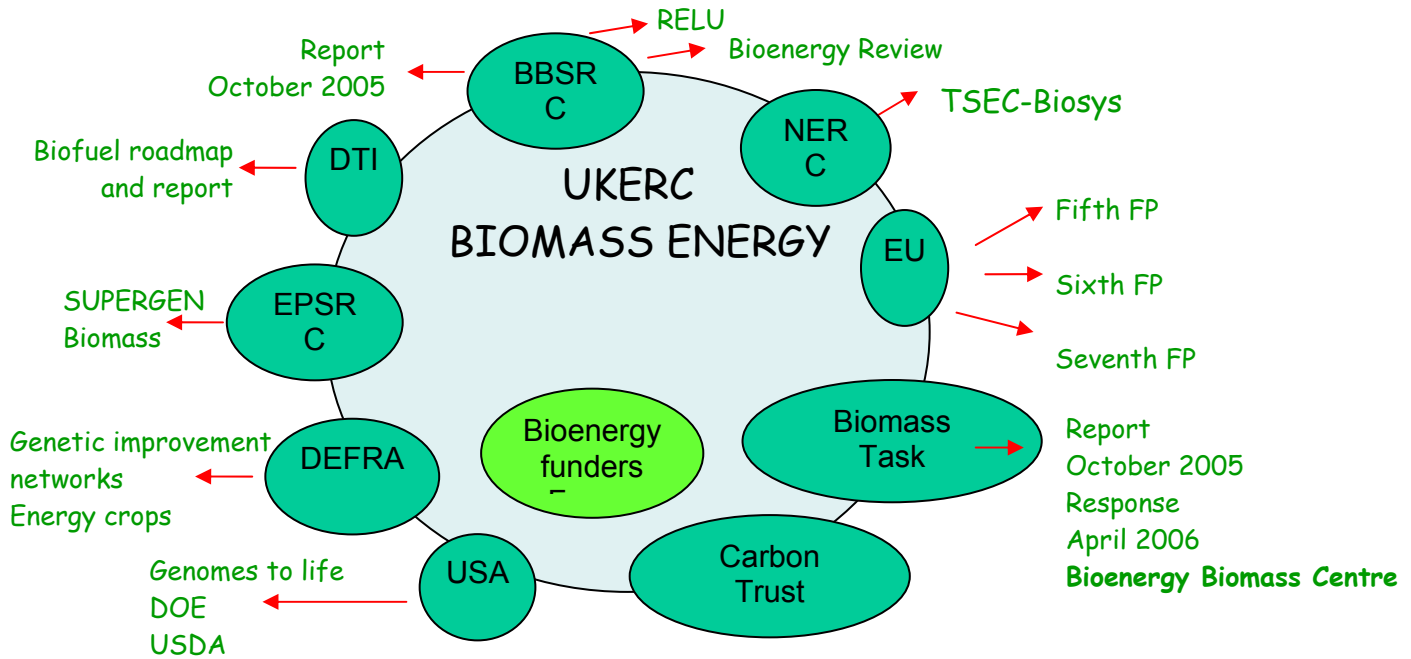 RELU
Bioenergy Review
Report
October 2005
BBSR
C
NER
C
TSEC-Biosys
DTI
Biofuel roadmap
and report
UKERC
BIOMASS ENERGY
EU
Fifth FP
Sixth FP
Seventh FP
EPSR
C
SUPERGEN
Biomass
Bioenergy
funders
Biomass
Task
Report
October 2005
Response
April 2006
Bioenergy Biomass Centre
DEFRA
Genetic improvement
networks
Energy crops
USA
Genomes to life
DOE
USDA
Carbon
Trust